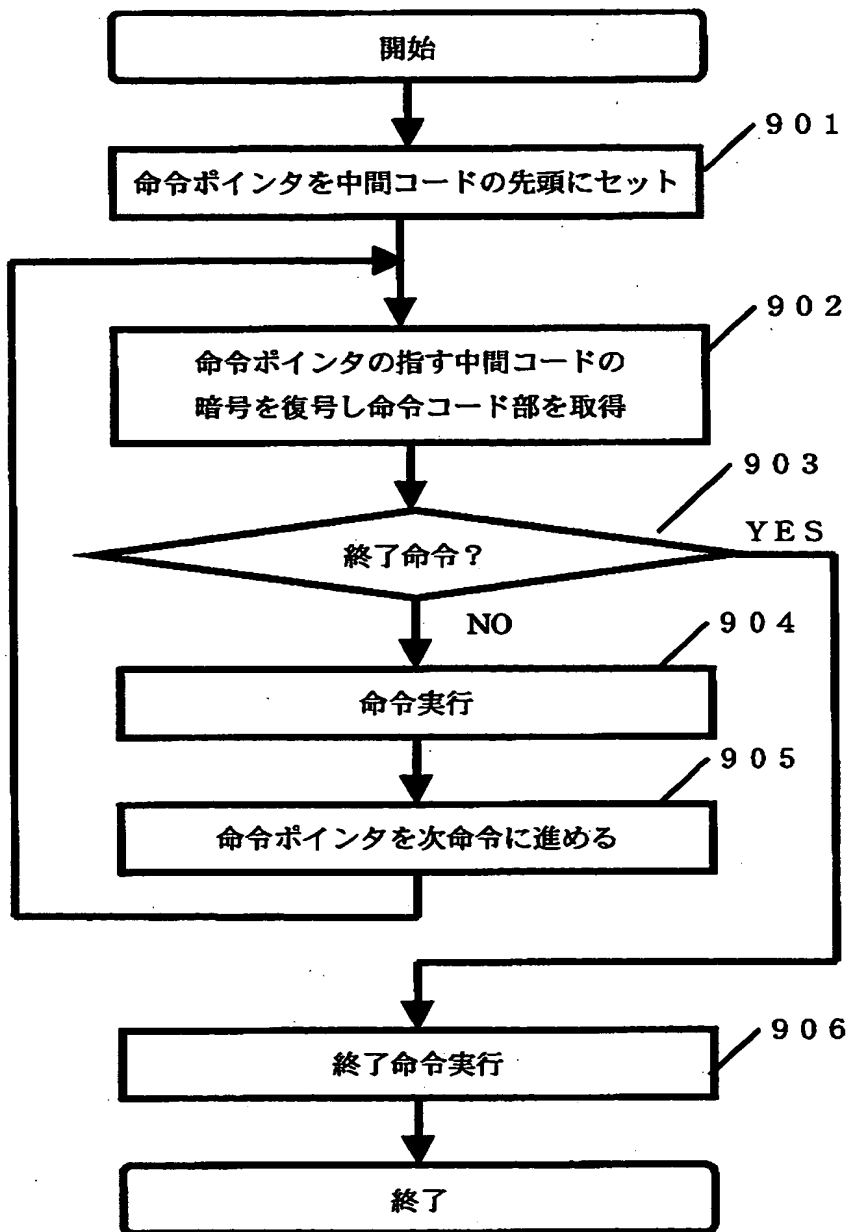 開始
901
命令ポインタを中間コードの先頭にセット
902
命令ポインタの指す中間コードの
暗号を復号し命令コード部を取得
903
YES
終了命令？
NO
904
命令実行
905
命令ポインタを次命令に進める
906
終了命令実行
終了